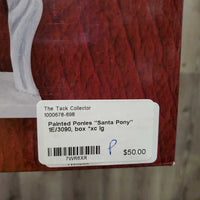 The Tack Collector
1000678-698
Painted Ponies "Santa Pony"
1E/3090, box *xc lg
7WR6XR
P
$50.00